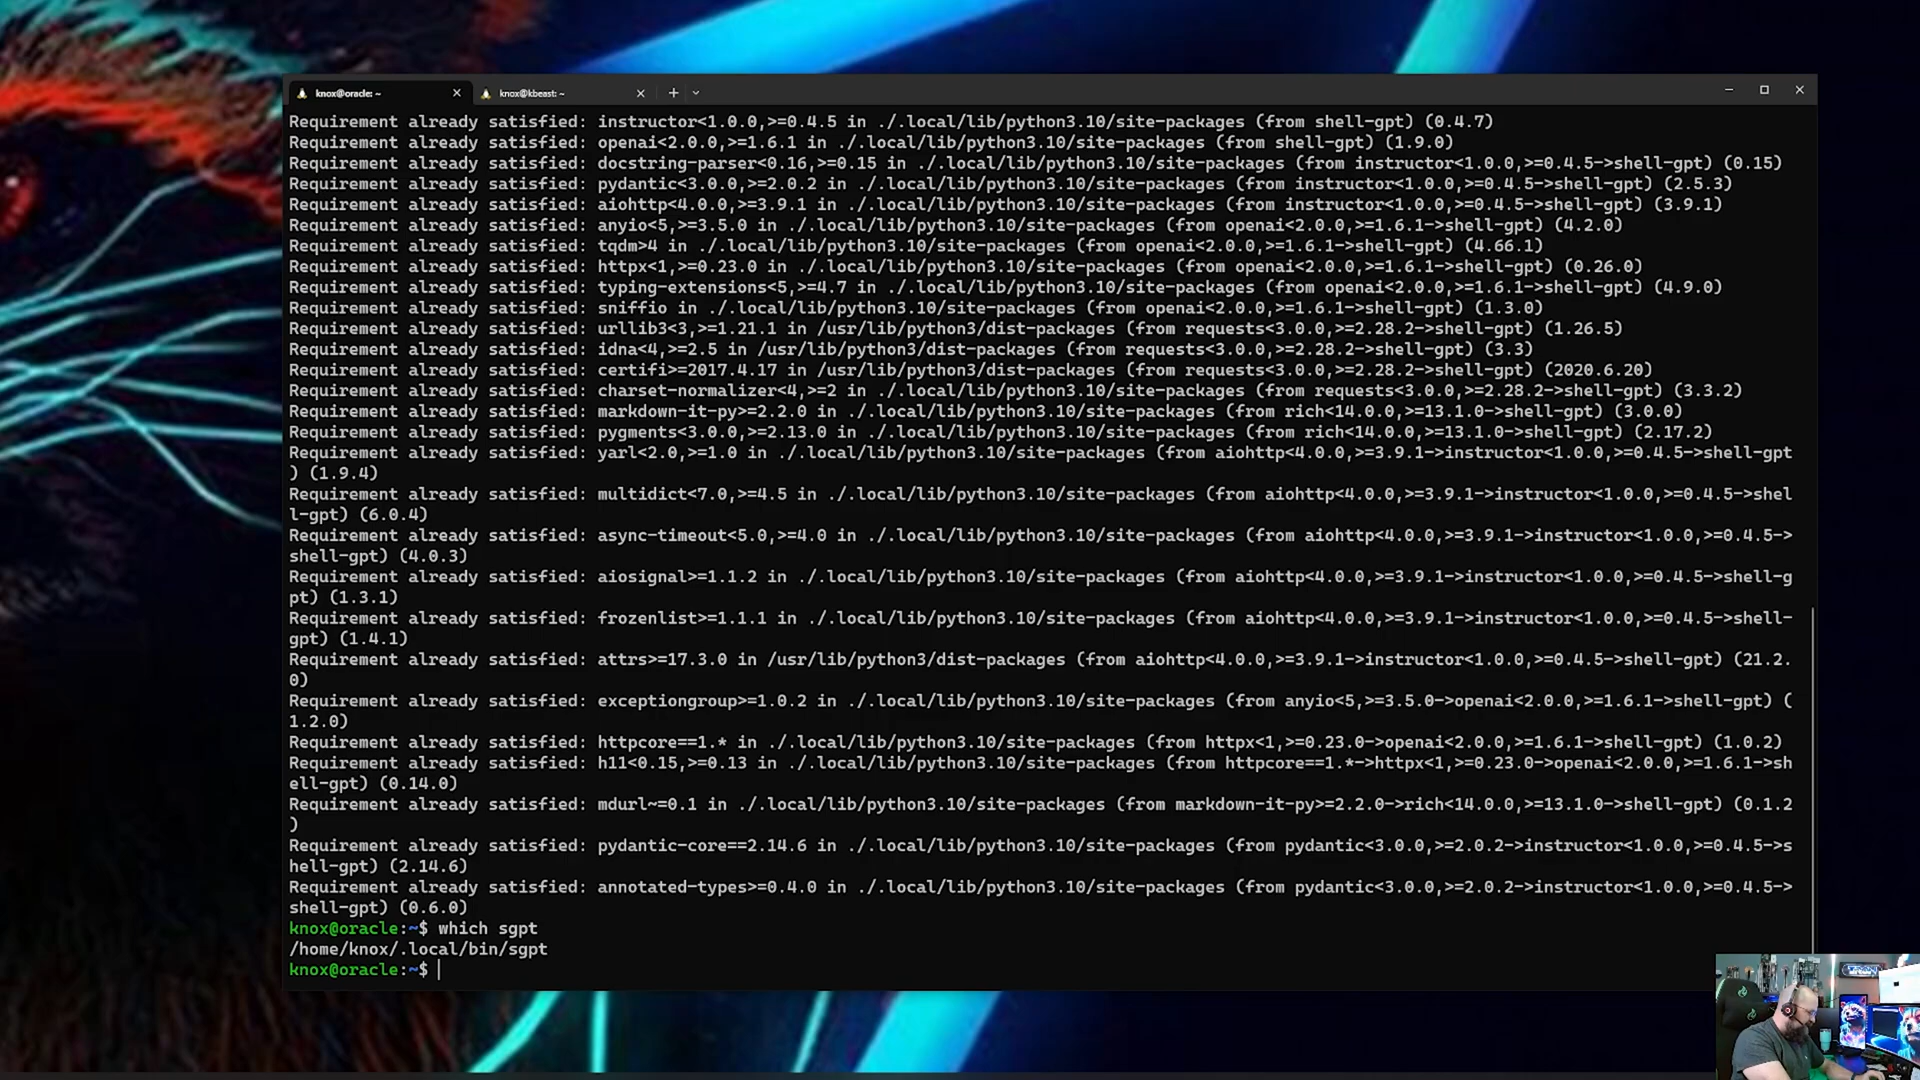 knox@oracle: ~
knox@kbeast: ~
Requirement already satisfied: instructor<1.0.0,>=0.4.5 in ./.local/lib/python3.10/site-packages (from shell-gpt) (0.4.7)
Requirement already satisfied: openai<2.0.0,>=1.6.1 in ./.local/lib/python3.10/site-packages (from shell-gpt) (1.9.0)
Requirement already satisfied: docstring-parser<0.16,>=0.15 in ./.local/lib/python3.10/site-packages (from instructor<1.0.0,>=0.4.5->shell-gpt) (0.15)
Requirement already satisfied: pydantic<3.0.0,>=2.0.2 in ./.local/lib/python3.10/site-packages (from instructor<1.0.0,>=0.4.5->shell-gpt) (2.5.3)
Requirement already satisfied: aiohttp<4.0.0,>=3.9.1 in ./.local/lib/python3.10/site-packages (from instructor<1.0.0,>=0.4.5->shell-gpt) (3.9.1)
Requirement already satisfied: anyio<5,>=3.5.0 in ./.local/lib/python3.10/site-packages (from openai<2.0.0,>=1.6.1->shell-gpt) (4.2.0)
Requirement already satisfied: tqdm>4 in ./.local/lib/python3.10/site-packages (from openai<2.0.0,>=1.6.1->shell-gpt) (4.66.1)
Requirement already satisfied: httpx<1,>=0.23.0 in ./.local/lib/python3.10/site-packages (from openai<2.0.0,>=1.6.1->shell-gpt) (0.26.0)
Requirement already satisfied: typing-extensions<5,>=4.7 in ./.local/lib/python3.10/site-packages (from openai<2.0.0,>=1.6.1->shell-gpt) (4.9.0)
Requirement already satisfied: sniffio in ./.local/lib/python3.10/site-packages (from openai<2.0.0,>=1.6.1->shell-gpt) (1.3.0)
Requirement already satisfied: urllib3<3,>=1.21.1 in /usr/lib/python3/dist-packages (from requests<3.0.0,>=2.28.2->shell-gpt) (1.26.5)
Requirement already satisfied: idna<4,>=2.5 in /usr/lib/python3/dist-packages (from requests<3.0.0,>=2.28.2->shell-gpt) (3.3)
Requirement already satisfied: certifi>=2017.4.17 in /usr/lib/python3/dist-packages (from requests<3.0.0,>=2.28.2->shell-gpt) (2020.6.20)
Requirement already satisfied: charset-normalizer<4,>=2 in ./.local/lib/python3.10/site-packages (from requests<3.0.0,>=2.28.2->shell-gpt) (3.3.2)
Requirement already satisfied: markdown-it-py>=2.2.0 in ./.local/lib/python3.10/site-packages (from rich<14.0.0,>=13.1.0->shell-gpt) (3.0.0)
Requirement already satisfied: pygments<3.0.0,>=2.13.0 in ./.local/lib/python3.10/site-packages (from rich<14.0.0,>=13.1.0->shell-gpt) (2.17.2)
Requirement already satisfied: yarl<2.0,>=1.0 in ./.local/lib/python3.10/site-packages (from aiohttp<4.0.0,>=3.9.1->instructor<1.0.0,>=0.4.5->shell-gpt
) (1.9.4)
Requirement already satisfied: multidict<7.0,>=4.5 in ./.local/lib/python3.10/site-packages (from aiohttp<4.0.0,>=3.9.1->instructor<1.0.0,>=0.4.5->shel
l-gpt) (6.0.4)
Requirement already satisfied: async-timeout<5.0,>=4.0 in ./.local/lib/python3.10/site-packages (from aiohttp<4.0.0,>=3.9.1->instructor<1.0.0,>=0.4.5->
shell-gpt) (4.0.3)
Requirement already satisfied: aiosignal>=1.1.2 in ./.local/lib/python3.10/site-packages (from aiohttp<4.0.0,>=3.9.1->instructor<1.0.0,>=0.4.5->shell-g
pt) (1.3.1)
Requirement already satisfied: frozenlist>=1.1.1 in ./.local/lib/python3.10/site-packages (from aiohttp<4.0.0,>=3.9.1->instructor<1.0.0,>=0.4.5->shell-
gpt) (1.4.1)
Requirement already satisfied: attrs>=17.3.0 in /usr/lib/python3/dist-packages (from aiohttp<4.0.0,>=3.9.1->instructor<1.0.0,>=0.4.5->shell-gpt) (21.2.
0)
Requirement already satisfied: exceptiongroup>=1.0.2 in ./.local/lib/python3.10/site-packages (from anyio<5,>=3.5.0->openai<2.0.0,>=1.6.1->shell-gpt) (
1.2.0)
Requirement already satisfied: httpcore==1.* in ./.local/lib/python3.10/site-packages (from httpx<1,>=0.23.0->openai<2.0.0,>=1.6.1->shell-gpt) (1.0.2)
Requirement already satisfied: h11<0.15,>=0.13 in ./.local/lib/python3.10/site-packages (from httpcore==1.*->httpx<1,>=0.23.0->openai<2.0.0,>=1.6.1->sh
ell-gpt) (0.14.0)
Requirement already satisfied: mdurl~=0.1 in ./.local/lib/python3.10/site-packages (from markdown-it-py>=2.2.0->rich<14.0.0,>=13.1.0->shell-gpt) (0.1.2
)
Requirement already satisfied: pydantic-core==2.14.6 in ./.local/lib/python3.10/site-packages (from pydantic<3.0.0,>=2.0.2->instructor<1.0.0,>=0.4.5->s
hell-gpt) (2.14.6)
Requirement already satisfied: annotated-types>=0.4.0 in ./.local/lib/python3.10/site-packages (from pydantic<3.0.0,>=2.0.2->instructor<1.0.0,>=0.4.5->
shell-gpt) (0.6.0)
knox@oracle:~$ which sgpt
/home/knox/.local/bin/sgpt
knox@oracle:~$